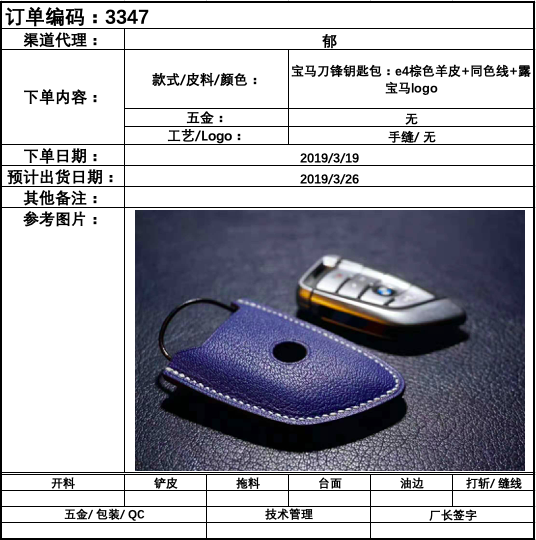 订单编码：3347
渠道代理：
郁
下单内容：
款式/皮料/颜色：
宝马刀锋钥匙包：e4棕色羊皮+同色线+露
宝马logo
五金：
无
工艺/Logo：
手缝/ 无
下单日期：
2019/3/19
预计出货日期：
2019/3/26
其他备注：
参考图片：
开料
铲皮
拖料
台面
油边
打斩/ 缝线
五金/ 包装/ QC
技术管理
厂长签字